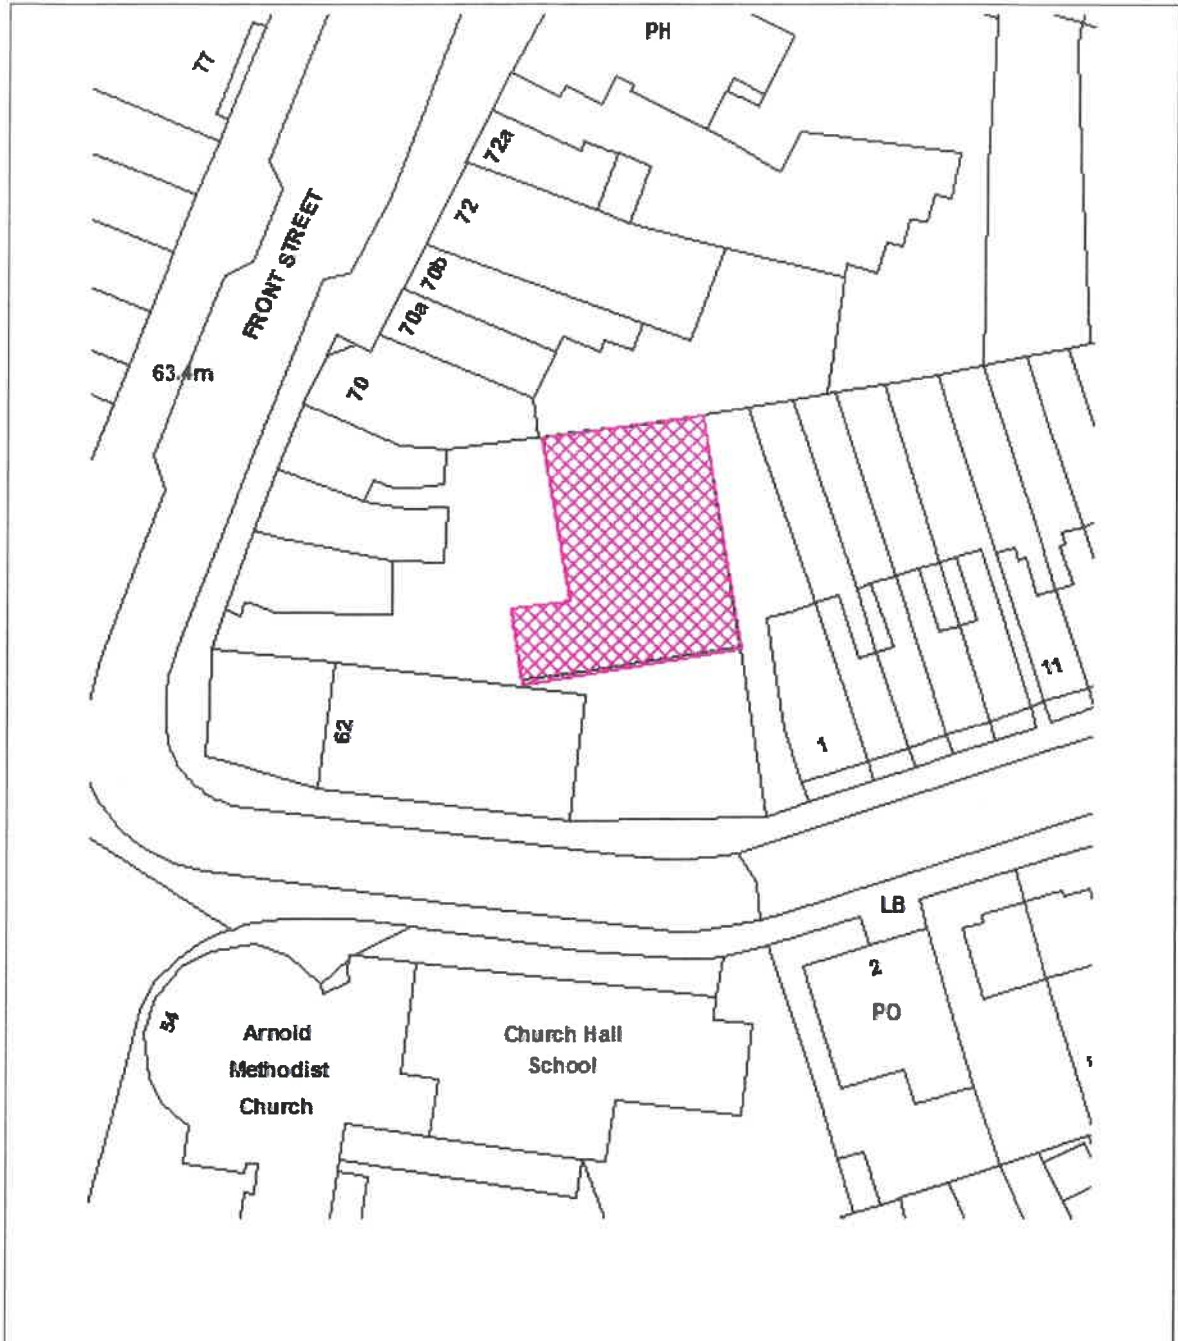 PH
77
72a
72
FRONT STREET
70b
70a
63.4m
70
11
62
1
LB
2
54
PO
Arnold
Methodist
Church
Church Hall
School